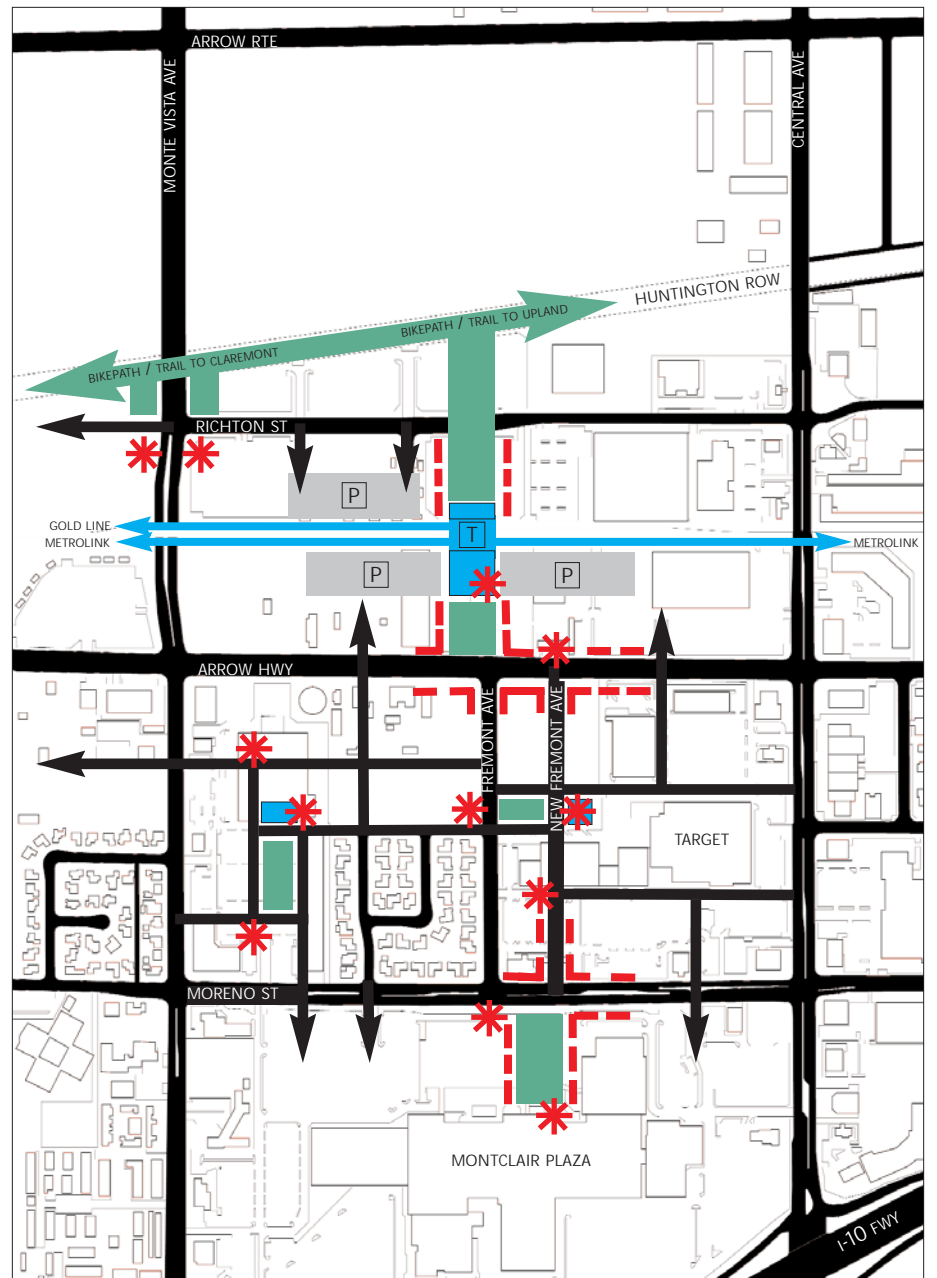 ARROW RTE
MONTE VISTA AVE
CENTRAL AVE
HUNTINGTON ROW
BIKEPATH / TRAIL TO UPLAND
BIKEPATH / TRAIL TO CLAREMONT
RICHTON ST
P
GOLD LINE
T
METROLINK
METROLINK
P
P
ARROW HWY
FREMONT AVE
NEW FREMONT AVE
TARGET
MORENO ST
MONTCLAIR PLAZA
I-10 FWY